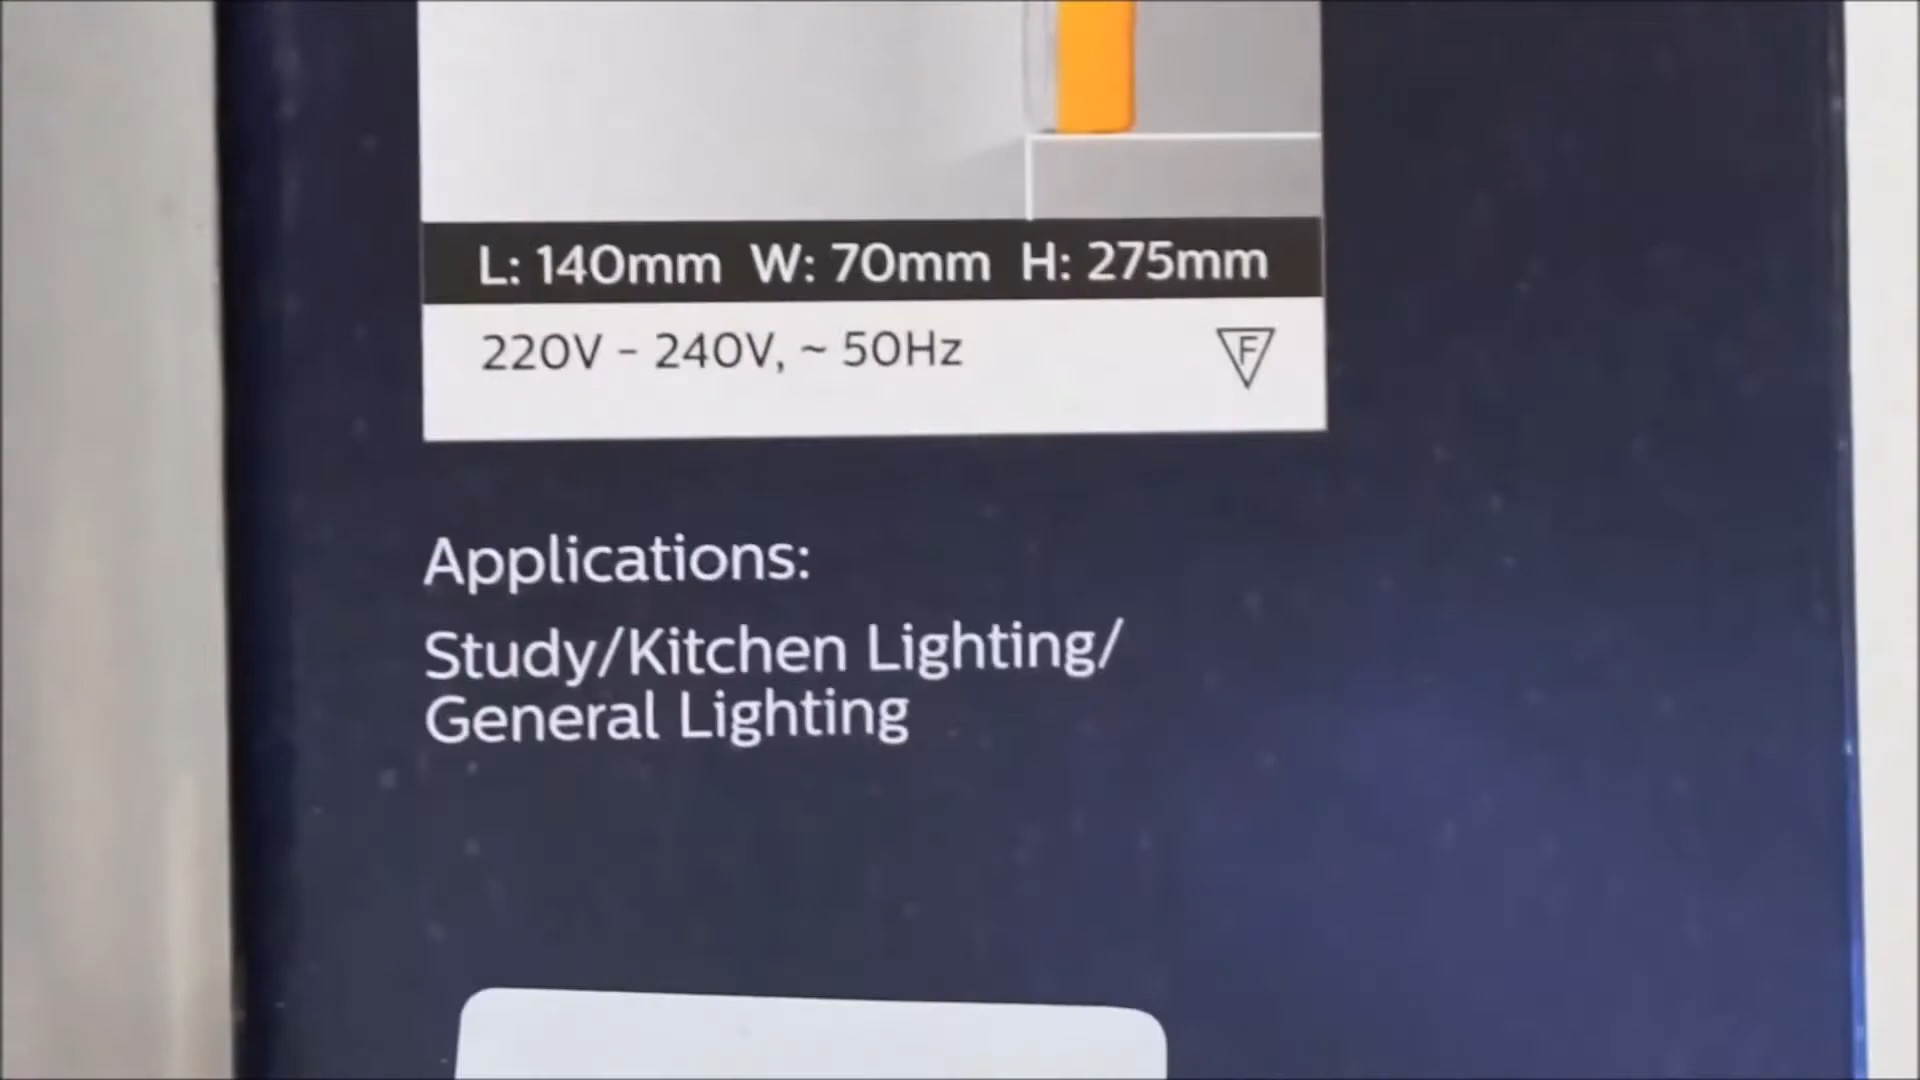 L: 140mm W: 70mm H: 275mm
220V - 240V, ~ 50Hz
F
Applications:
Study/Kitchen Lighting/
General Lighting